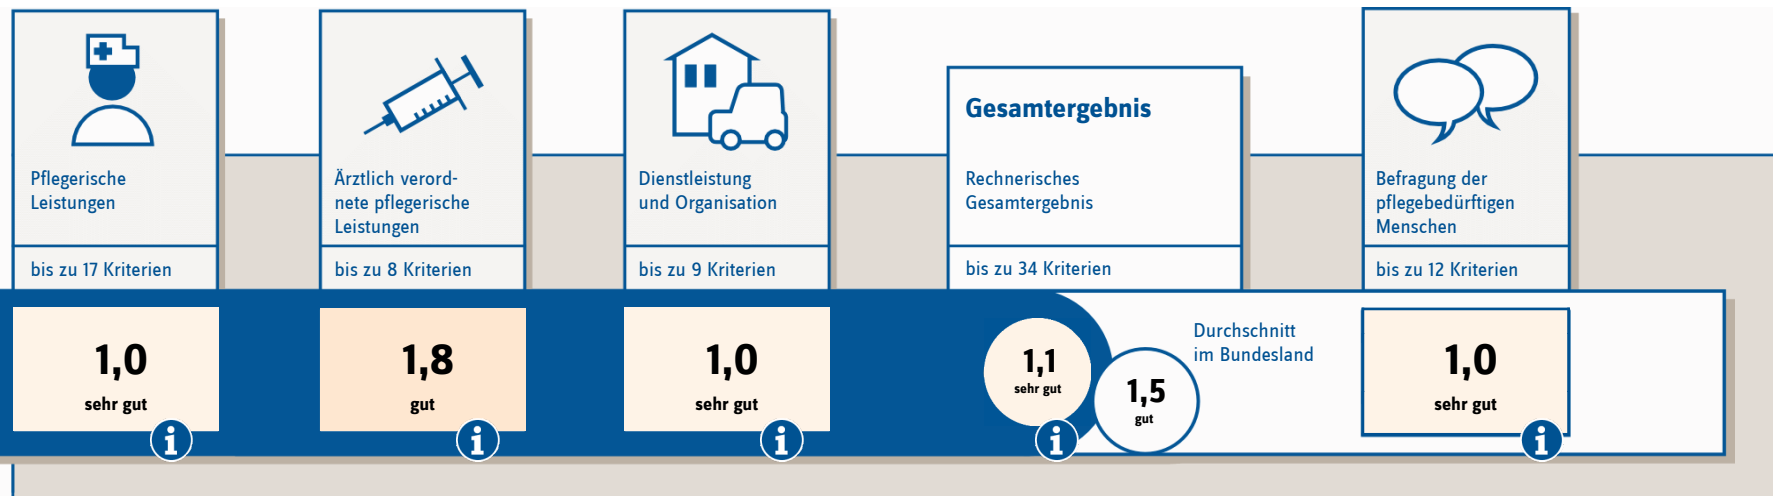 Pflegerische
Leistungen
bis zu 17 Kriterien
1,0
sehr gut
i
Ärztlich verord-
nete pflegerische
Leistungen
bis zu 8 Kriterien
1,8
gut
i
Dienstleistung
und Organisation
bis zu 9 Kriterien
1,0
sehr gut
i
Gesamtergebnis
Rechnerisches
Gesamtergebnis
bis zu 34 Kriterien
1,1
sehr gut
i
1,5
gut
Durchschnitt
im Bundesland
Befragung der
pflegebedürftigen
Menschen
bis zu 12 Kriterien
1,0
sehr gut
i